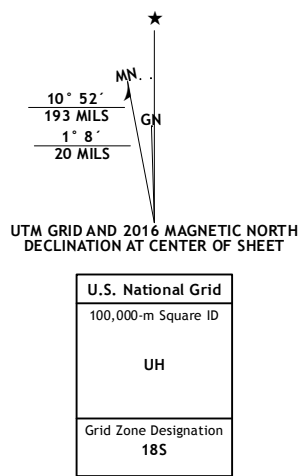 ★
MN
GN
10° 52´
193 MILS
1° 8´
20 MILS
UTM GRID AND 2016 MAGNETIC NORTH
DECLINATION AT CENTER OF SHEET
U.S. National Grid
100,000-m Square ID
UH
Grid Zone Designation
18S